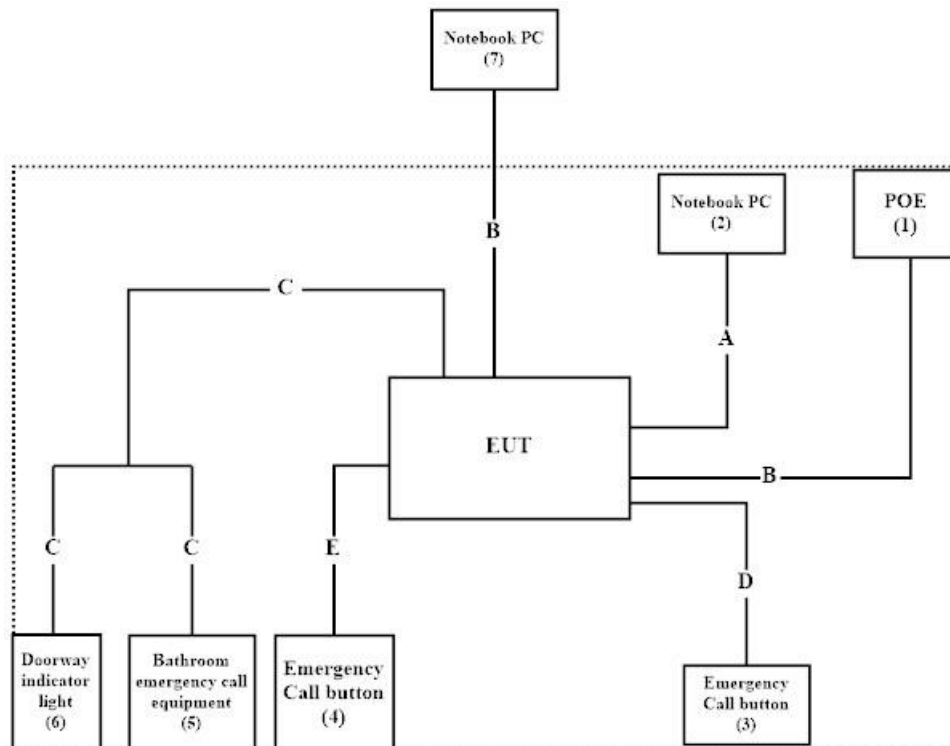 Notebook PC
(7)
Notebook PC
(2)
POE
(1)
B
C
A
EUT
B
C
C
E
D
Doorway
indicator
light
(6)
Bathroom
emergency call
equipment
(5)
Emergency
Call button
(4)
Emergency
Call button
(3)